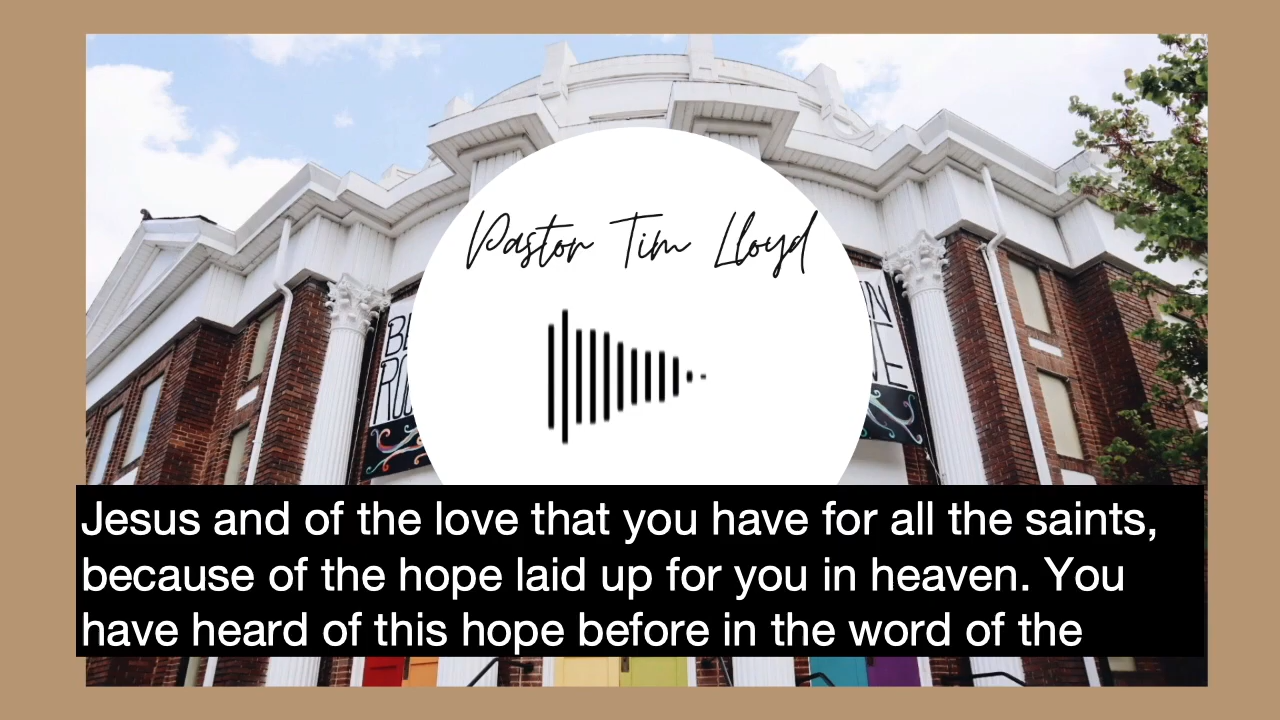 Pastor Tim Lloyd
Jesus and of the love that you have for all the saints,
because of the hope laid up for you in heaven. You
have heard of this hope before in the word of the